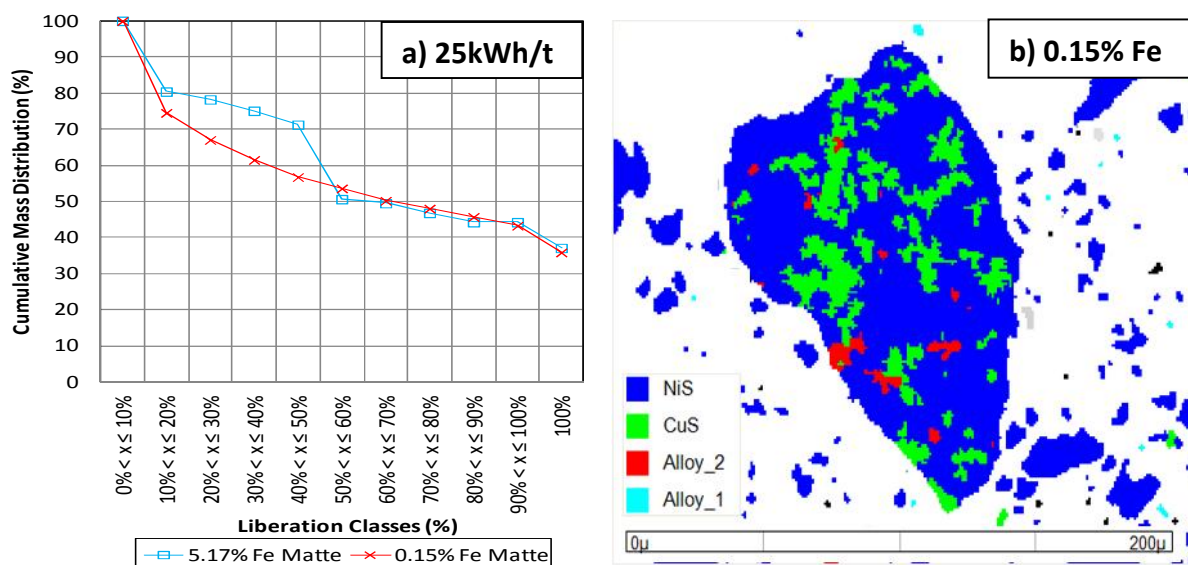 a) 25kWh/t
Cumulative Mass Distribution (%)
100
90
80
70
60
50
40
30
20
10
0
0%< x ≤ 10%
10%< x ≤ 20%
20%< x ≤ 30%
30%< x ≤ 40%
40%< x ≤ 50%
50%< x ≤ 60%
60%< x ≤ 70%
70%< x ≤ 80%
80%< x ≤ 90%
90%< x ≤ 100%
100%
Liberation Classes (%)
5.17% Fe Matte
0.15% Fe Matte
b) 0.15% Fe
NiS
CuS
Alloy_2
Alloy_1
0µ
200µ